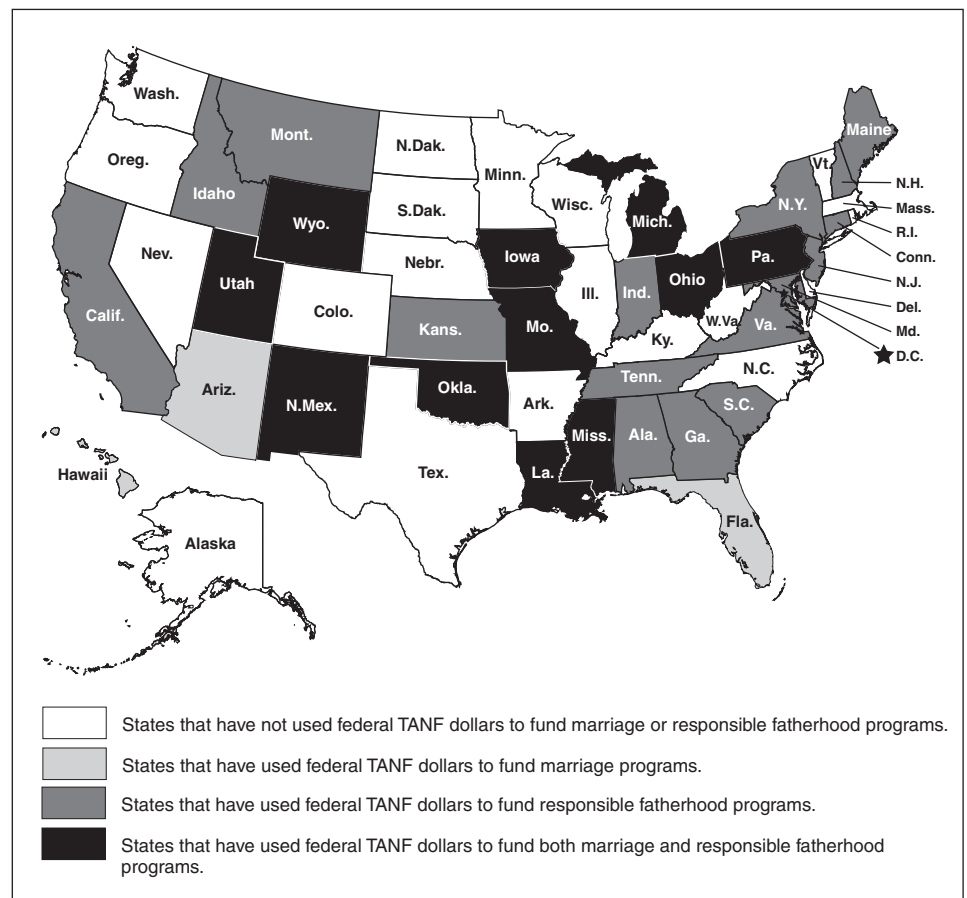 Wash.
Oreg.
Mont.
Idaho
N.Dak.
Minn.
S.Dak.
Wyo.
Wisc.
Mich.
Maine
Vt.
N.H.
N.Y.
Mass.
R.I.
Conn.
N.J.
Del.
Md.
D.C.
Nev.
Utah
Calif.
Nebr.
Iowa
Colo.
Kans.
Mo.
Ill.
Ind.
Ohio
Pa.
W.Va.
Va.
Ky.
N.C.
Tenn.
S.C.
Ariz.
N.Mex.
Okla.
Ark.
Miss.
Ala.
Ga.
Tex.
La.
Fla.
Hawaii
Alaska
States that have not used federal TANF dollars to fund marriage or responsible fatherhood programs.
States that have used federal TANF dollars to fund marriage programs.
States that have used federal TANF dollars to fund responsible fatherhood programs.
States that have used federal TANF dollars to fund both marriage and responsible fatherhood
programs.